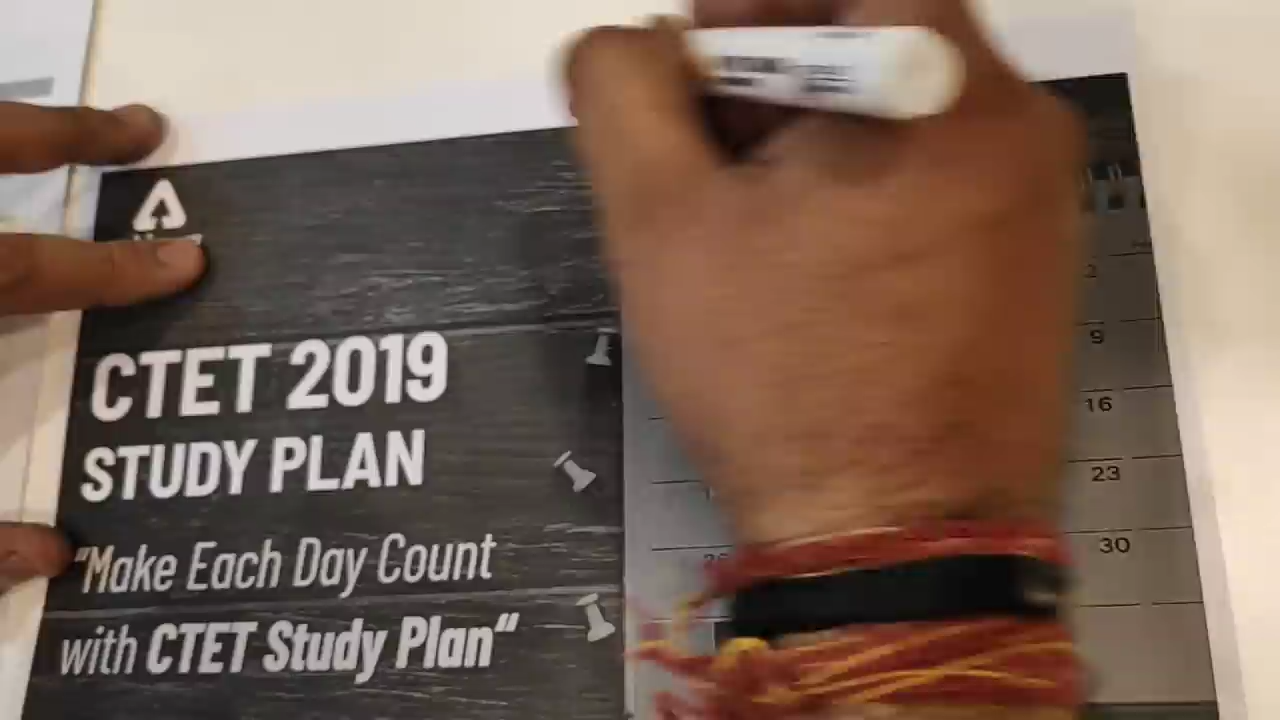 CTET 2019
STUDY PLAN
"Make Each Day Count
with CTET Study Plan"
2
9
16
23
30